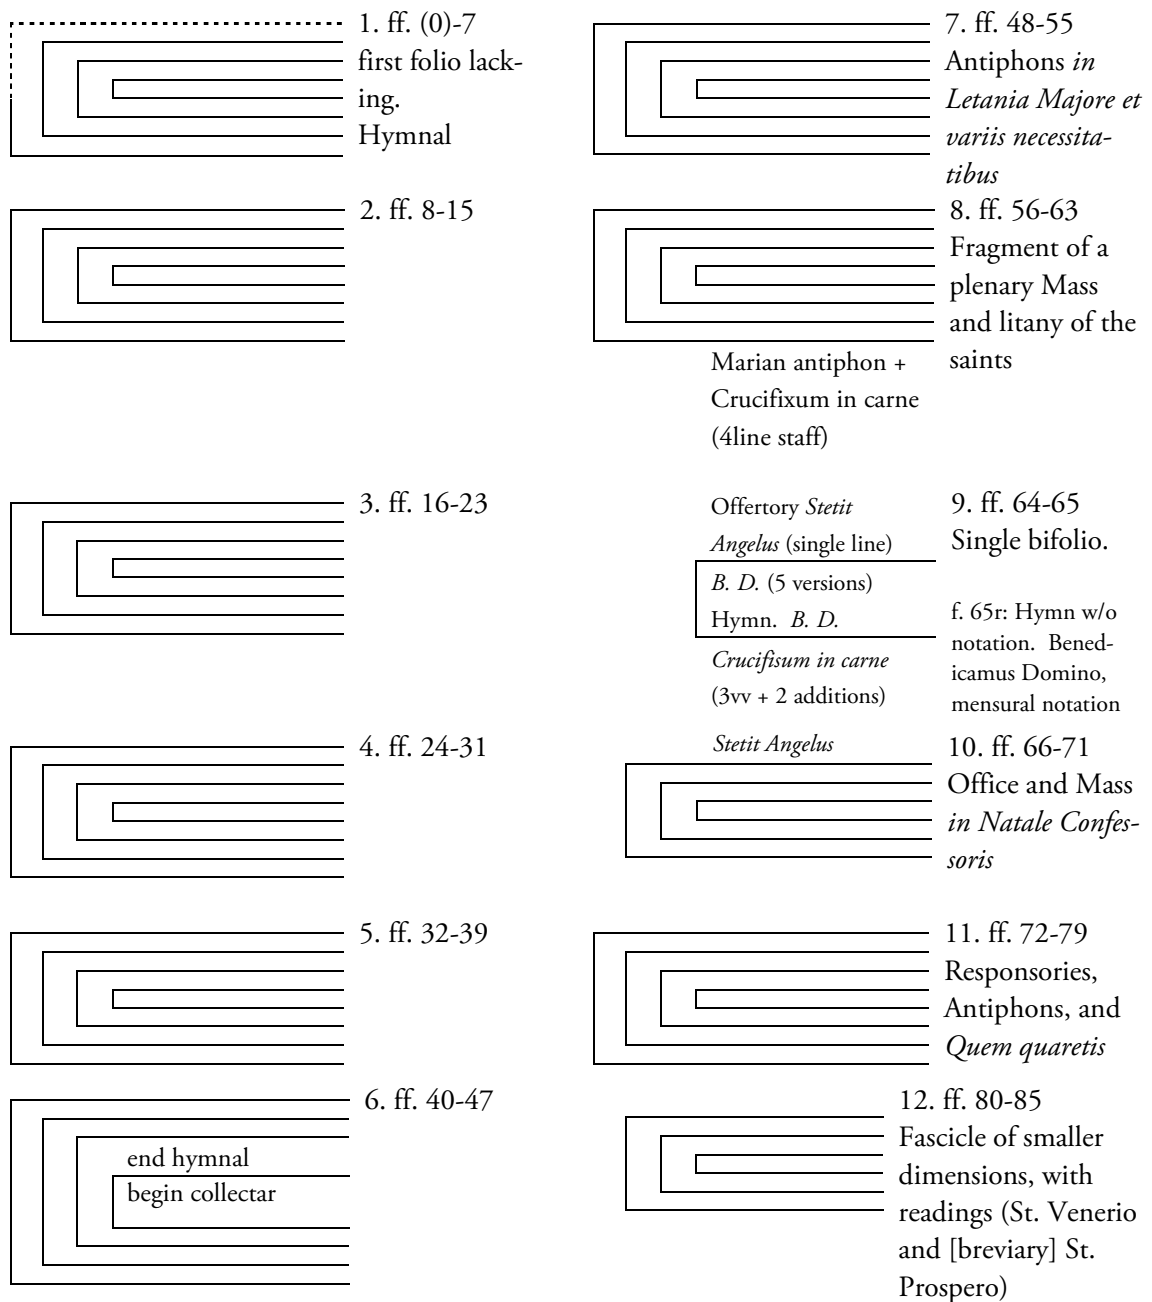 1. ff. (0)-7
first folio lack-
ing.
Hymnal
2. ff. 8-15
3. ff. 16-23
4. ff. 24-31
5. ff. 32-39
6. ff. 40-47
end hymnal
begin collectar
7. ff. 48-55
Antiphons in
Letania Majore et
variis necessita-
tibus
8. ff. 56-63
Fragment of a
plenary Mass
and litany of the
saints
Marian antiphon +
Crucifixum in carne
(4line staff)
Offertory Stetit
Angelus (single line)
B. D. (5 versions)
Hymn. B. D.
Crucifisum in carne
(3vv + 2 additions)
9. ff. 64-65
Single bifolio.
f. 65r: Hymn w/o
notation. Bened-
icamus Domino,
mensural notation
Stetit Angelus
10. ff. 66-71
Office and Mass
in Natale Confes-
soris
11. ff. 72-79
Responsories,
Antiphons, and
Quem quaretis
12. ff. 80-85
Fascicle of smaller
dimensions, with
readings (St. Venerio
and [breviary] St.
Prospero)